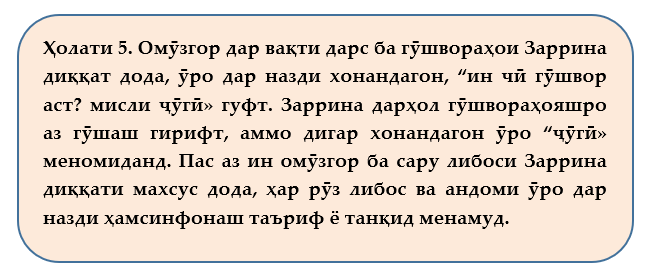 Ҳолати 5. Омӯзгор дар вақти дарс ба гӯшвораҳои Заррина
диққат дода, ӯро дар назди хонандагон, “ин чӣ гӯшвор
аст? мисли ҷӯгӣ» гуфт. Заррина дарҳол гӯшвораҳояшро
аз гӯшаш гирифт, аммо дигар хонандагон ӯро “ҷӯгӣ»
меномиданд. Пас аз ин омӯзгор ба сару либоси Заррина
диққати махсус дода, ҳар рӯз либос ва андоми ӯро дар
назди ҳамсинфонаш таъриф ё танқид менамуд.